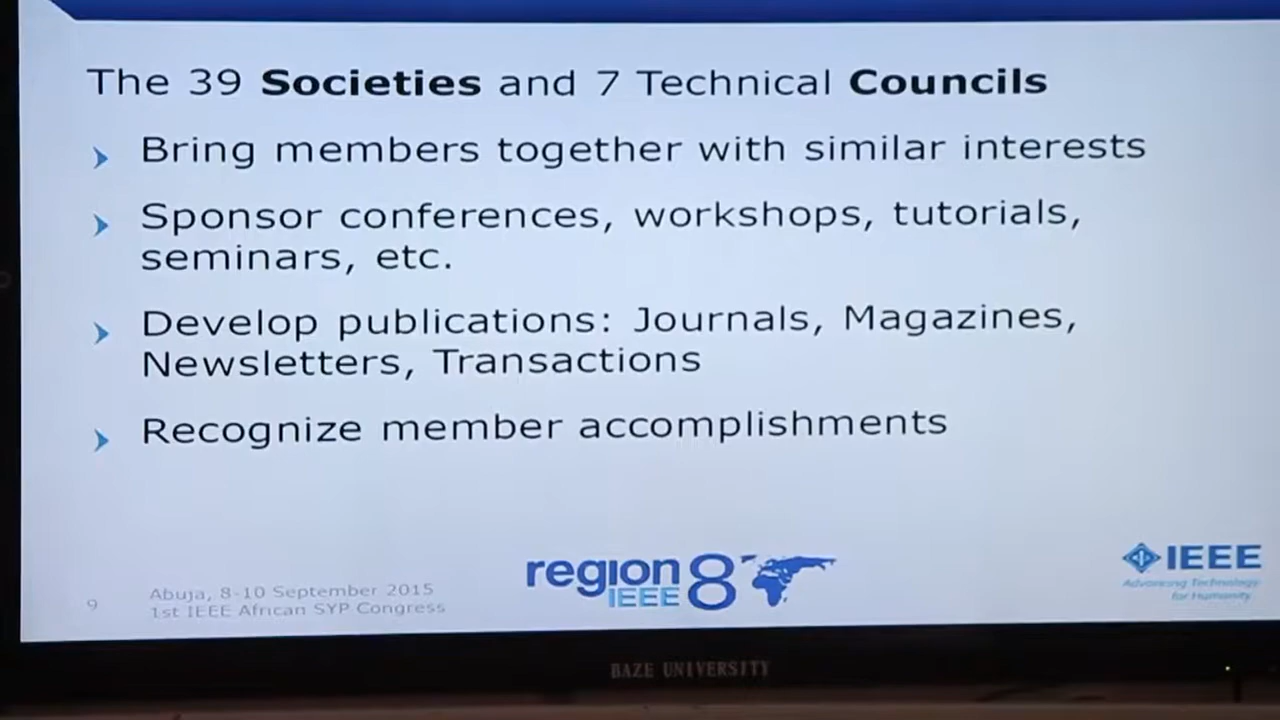 The 39 Societies and 7 Technical Councils
Bring members together with similar interests
Sponsor conferences, workshops, tutorials,
seminars, etc.
Develop publications: Journals, Magazines,
Newsletters, Transactions
Recognize member accomplishments
region 8
IEEE
IEEE
Advancing Technology
for Humanity
9
Abuja, 8-10 September 2015
1st IEEE African SYP Congress
BAZE UNIVERSITY